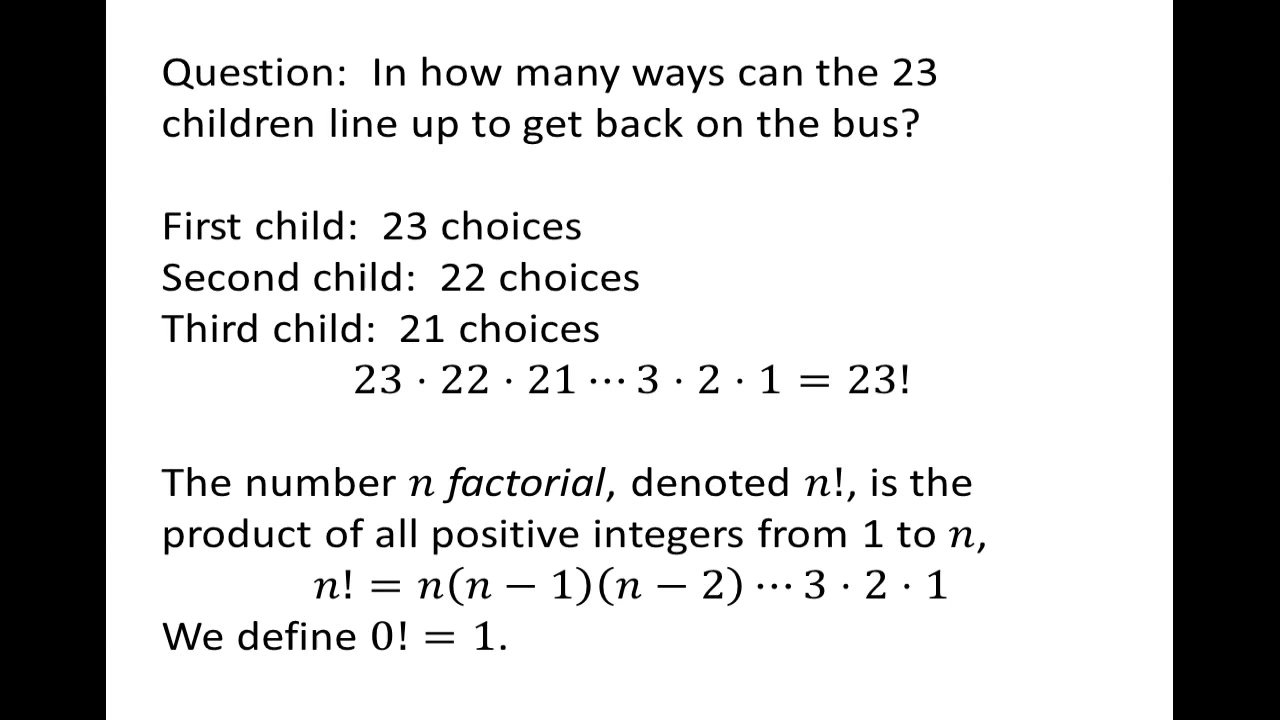 Question: In how many ways can the 23
children line up to get back on the bus?
First child: 23 choices
Second child: 22 choices
Third child: 21 choices
23 · 22 · 21 ⋯ 3 · 2 · 1 = 23!
The number n factorial, denoted n!, is the
product of all positive integers from 1 to n,
n! = n(n − 1)(n − 2) ⋯ 3 · 2 · 1
We define 0! = 1.